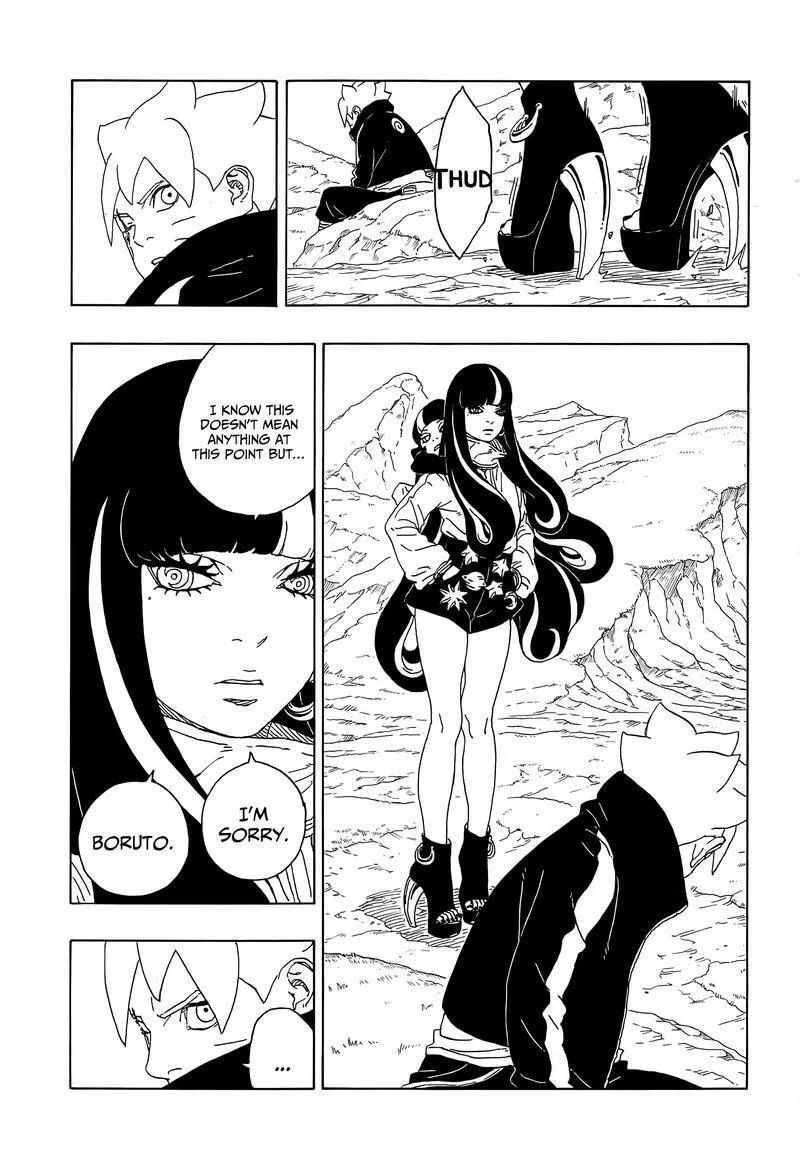 THUD
I KNOW THIS
DOESN'T MEAN
ANYTHING AT
THIS POINT BUT...
I'M
SORRY.
BORUTO.
...